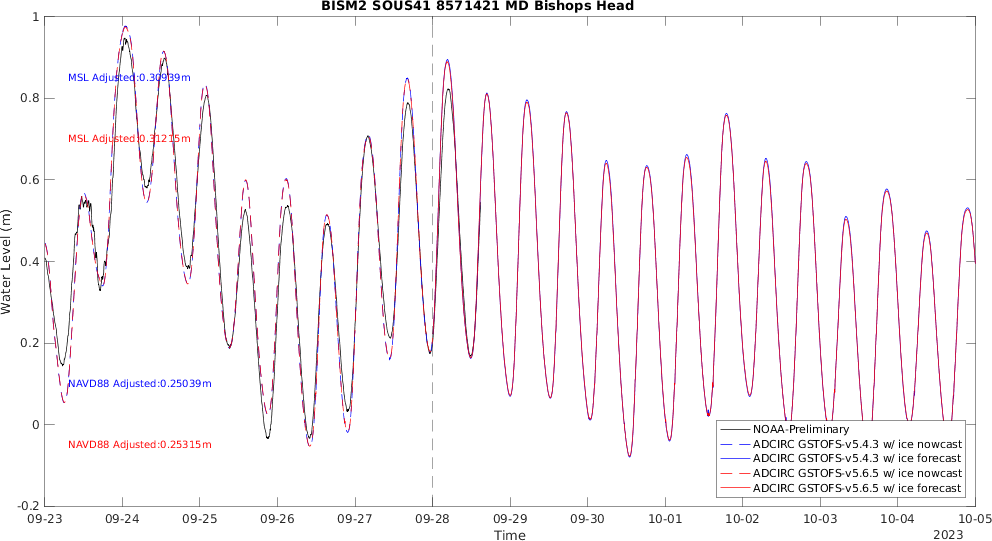 BISM2 SOUS41 8571421 MD Bishops Head
1
0.8
0.6
0.4
0.2
0
-0.2
Water Level (m)
MSL Adjusted:0.30939m
MSL Adjusted:0.31215m
NAVD88 Adjusted:0.25039m
NAVD88 Adjusted:0.25315m
NOAA-Preliminary
ADCIRC GSTOFS-v5.4.3 w/ ice nowcast
ADCIRC GSTOFS-v5.4.3 w/ ice forecast
ADCIRC GSTOFS-v5.6.5 w/ ice nowcast
ADCIRC GSTOFS-v5.6.5 w/ ice forecast
09-23 09-24 09-25 09-26 09-27 09-28 09-29 09-30 10-01 10-02 10-03 10-04 10-05
Time
2023